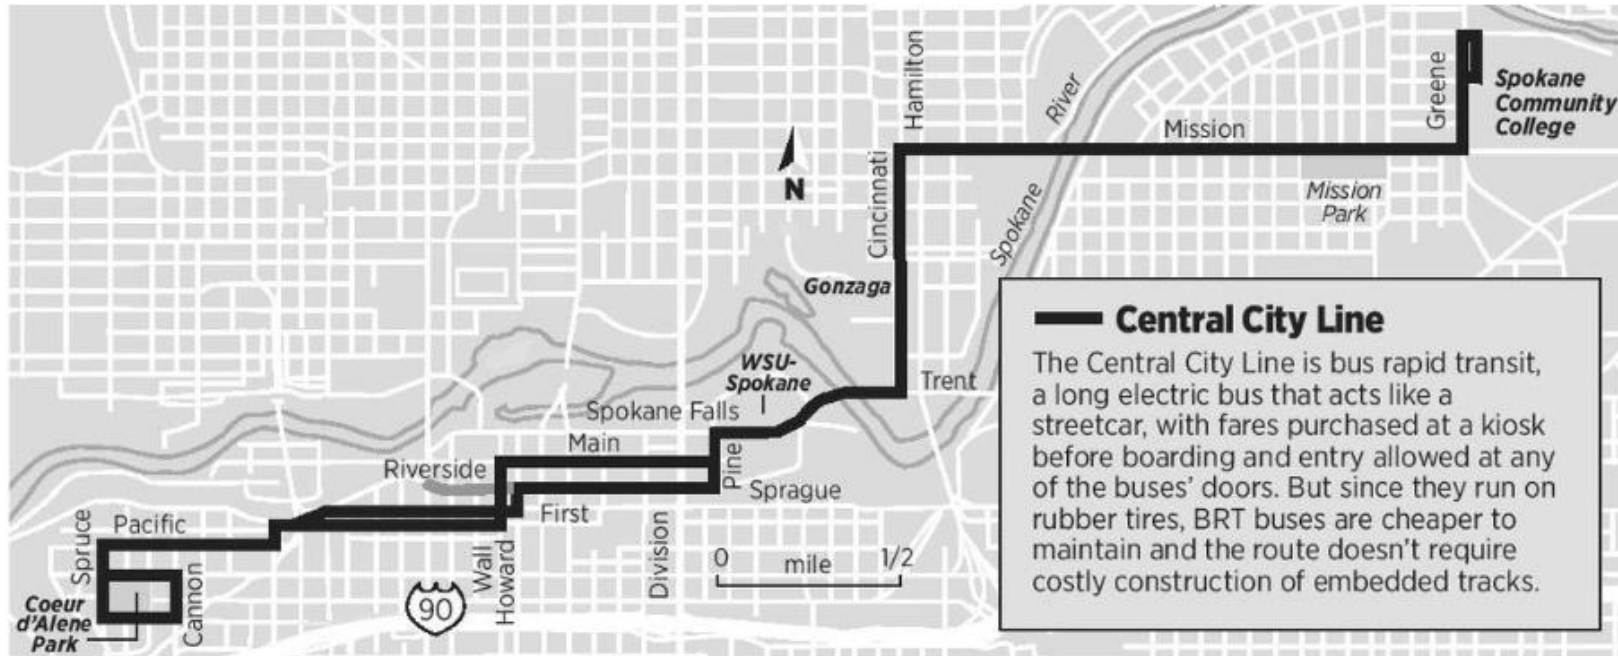 Hamilton
River
Greene
Spokane
Community
College
Mission
Cincinnati
N
Mission
Park
Spokane
Gonzaga
Central City Line
The Central City Line is bus rapid transit,
a long electric bus that acts like a
streetcar, with fares purchased at a kiosk
before boarding and entry allowed at any
of the buses’ doors. But since they run on
rubber tires, BRT buses are cheaper to
maintain and the route doesn’t require
costly construction of embedded tracks.
WSU-
Spokane
Trent
Spokane Falls
Main
Riverside
Pine
Sprague
First
Pacific
Spruce
Wall
Howard
Division
0 mile 1/2
Cannon
90
Coeur
d’Alene
Park